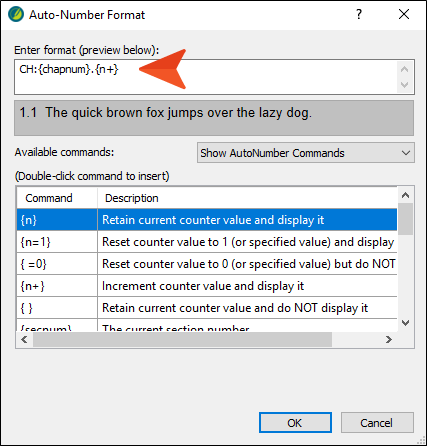 Auto-Number Format
Enter format (preview below):
CH:{chapnum}.{n+}
1.1 The quick brown fox jumps over the lazy dog.
Available commands: Show AutoNumber Commands
(Double-click command to insert)
Command Description
{n} Retain current counter value and display it
{n=1} Reset counter value to 1 (or specified value) and display
{ =0} Reset counter value to 0 (or specified value) but do NOT
{n+} Increment counter value and display it
{ } Retain current counter value and do NOT display it
{secnum} The current section number
OK Cancel